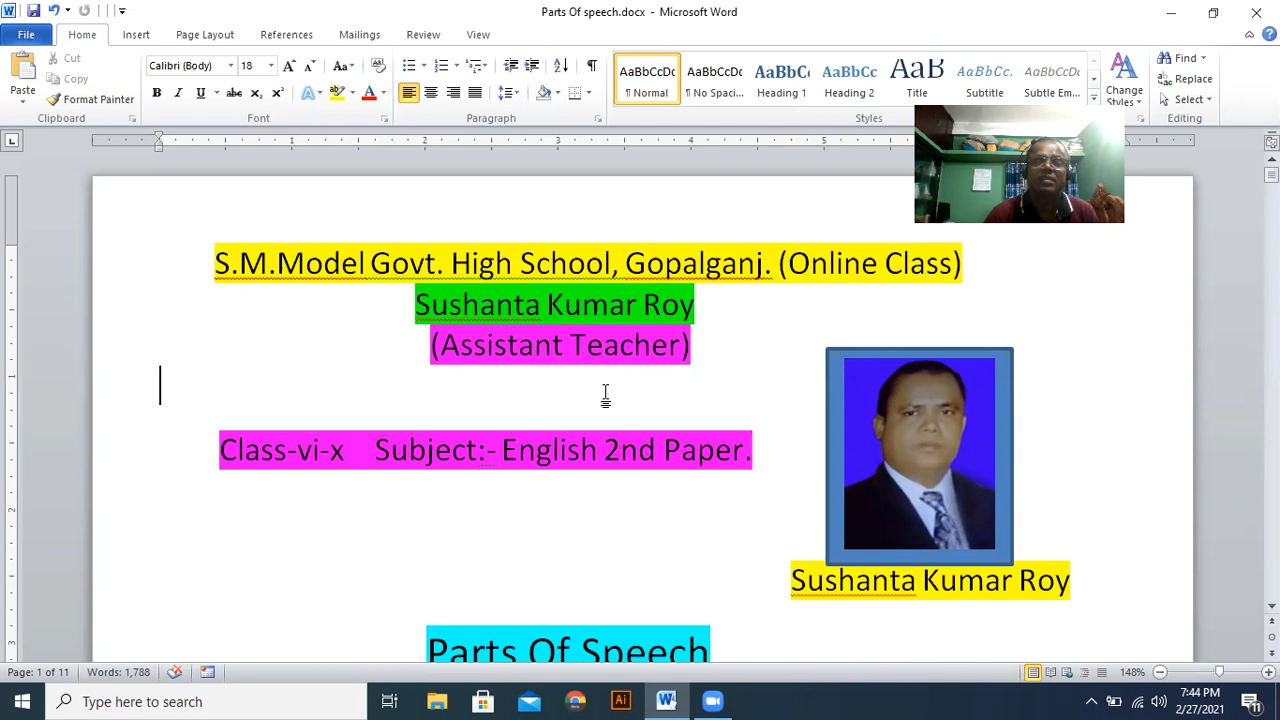 Parts Of speech.docx - Microsoft Word
File Home Insert Page Layout References Mailings Review View
Paste Cut Copy Format Painter Clipboard
Calibri (Body) 18 Font
Paragraph
AaBbCcDc AaBbCcDc AaBbCc AaBbCc AaB AaBbCcD AaBbCcDc
¶ Normal ¶ No Spaci... Heading 1 Heading 2 Title Subtitle Subtle Em...
Change Styles
Styles
Find Replace Select Editing
S.M.Model Govt. High School, Gopalganj. (Online Class)
Sushanta Kumar Roy
(Assistant Teacher)
Class-vi-x Subject:- English 2nd Paper.
Sushanta Kumar Roy
Parts Of Speech
Page: 1 of 11 Words: 1,788 148%
Type here to search
7:44 PM
2/27/2021